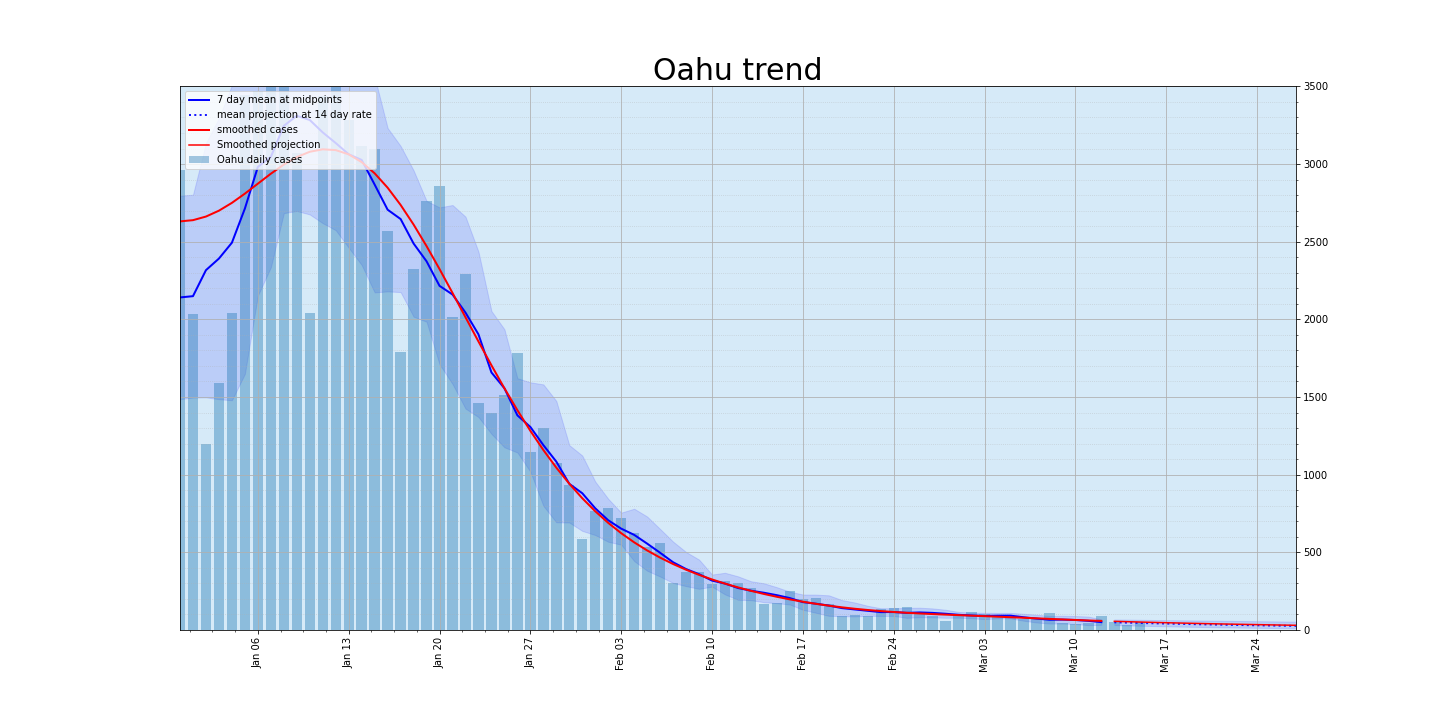 Oahu trend
7 day mean at midpoints
mean projection at 14 day rate
smoothed cases
Smoothed projection
Oahu daily cases
3500
3000
2500
2000
1500
1000
500
0
Jan 06
Jan 13
Jan 20
Jan 27
Feb 03
Feb 10
Feb 17
Feb 24
Mar 03
Mar 10
Mar 17
Mar 24